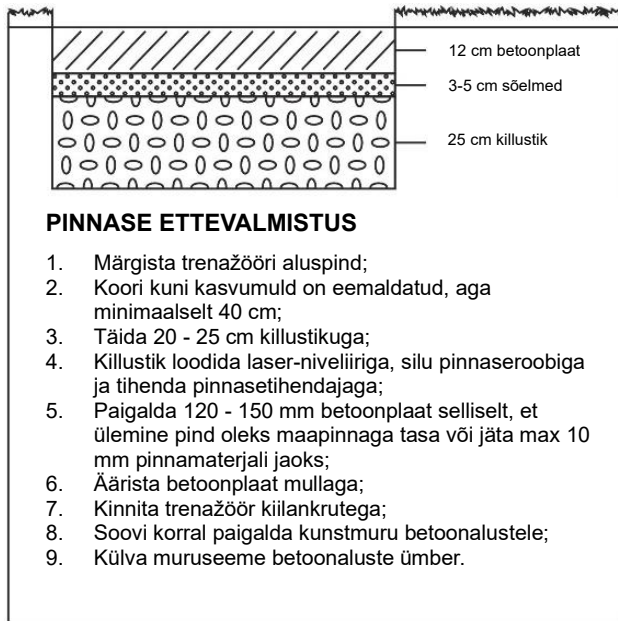 12 cm betoonplaat
3-5 cm sõelmed
25 cm killustik
PINNASE ETTEVALMISTUS
1. Märgista trenažööri aluspind;
2. Koori kuni kasvumuld on eemaldatud, aga
minimaalselt 40 cm;
3. Täida 20 - 25 cm killustikuga;
4. Killustik loodida laser-niveliiriga, silu pinnaseroobiga
ja tihenda pinnasetihendajaga;
5. Paigalda 120 - 150 mm betoonplaat selliselt, et
ülemine pind oleks maapinnaga tasa või jäta max 10
mm pinnamaterjali jaoks;
6. Äärista betoonplaat mullaga;
7. Kinnita trenažöör kiilankrutega;
8. Soovi korral paigalda kunstmuru betoonalustele;
9. Külva muruseeme betoonaluste ümber.